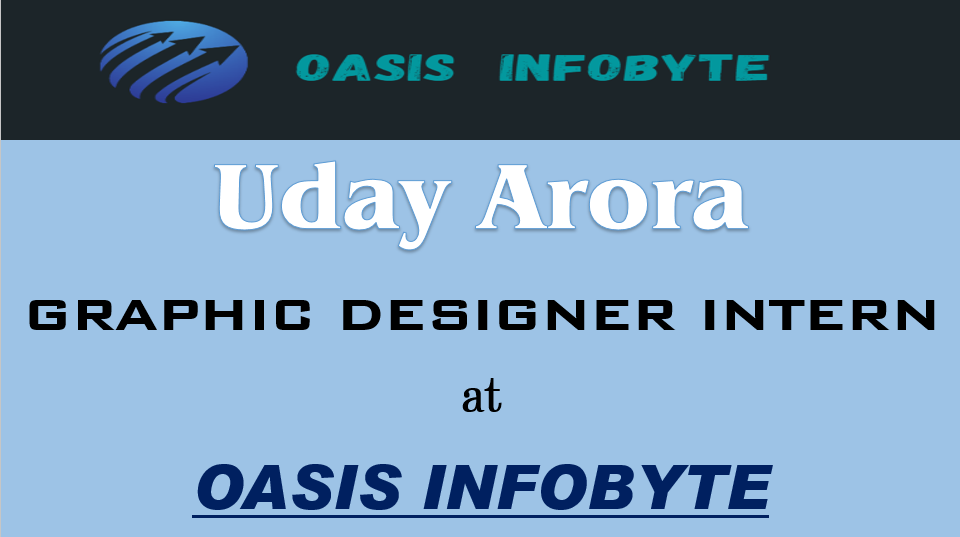 OASIS INFOBYTE
Uday Arora
GRAPHIC DESIGNER INTERN
at
OASIS INFOBYTE